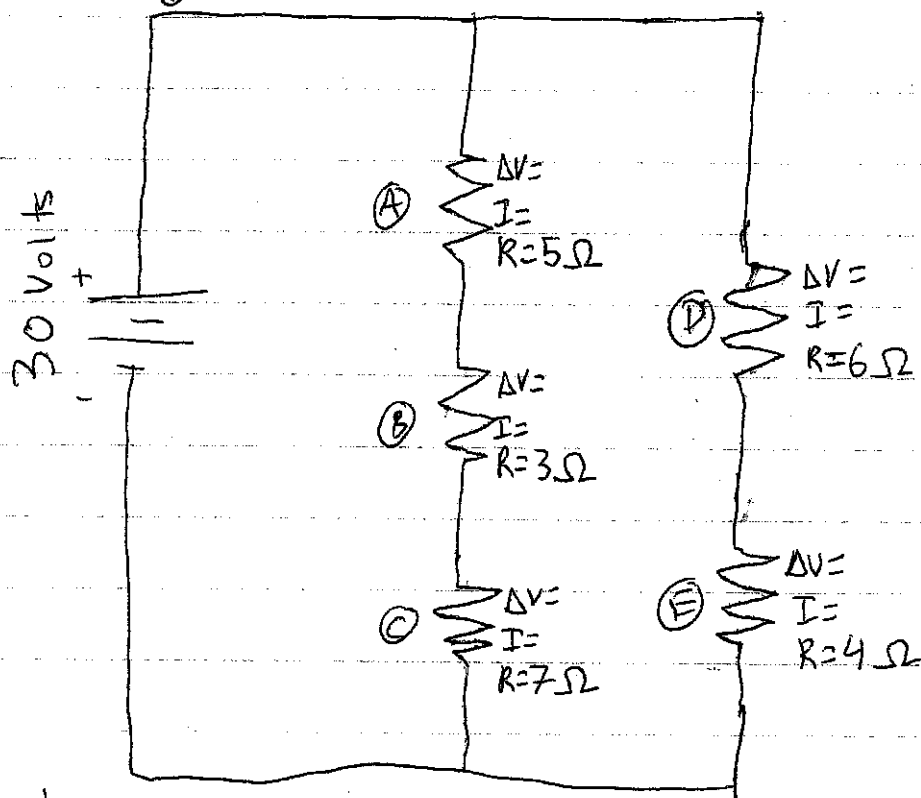 30 volts
+
-
Ⓐ
ΔV=
I=
R=5Ω
Ⓑ
ΔV=
I=
R=3Ω
Ⓒ
ΔV=
I=
R=7Ω
Ⓓ
ΔV=
I=
R=6Ω
Ⓔ
ΔV=
I=
R=4Ω